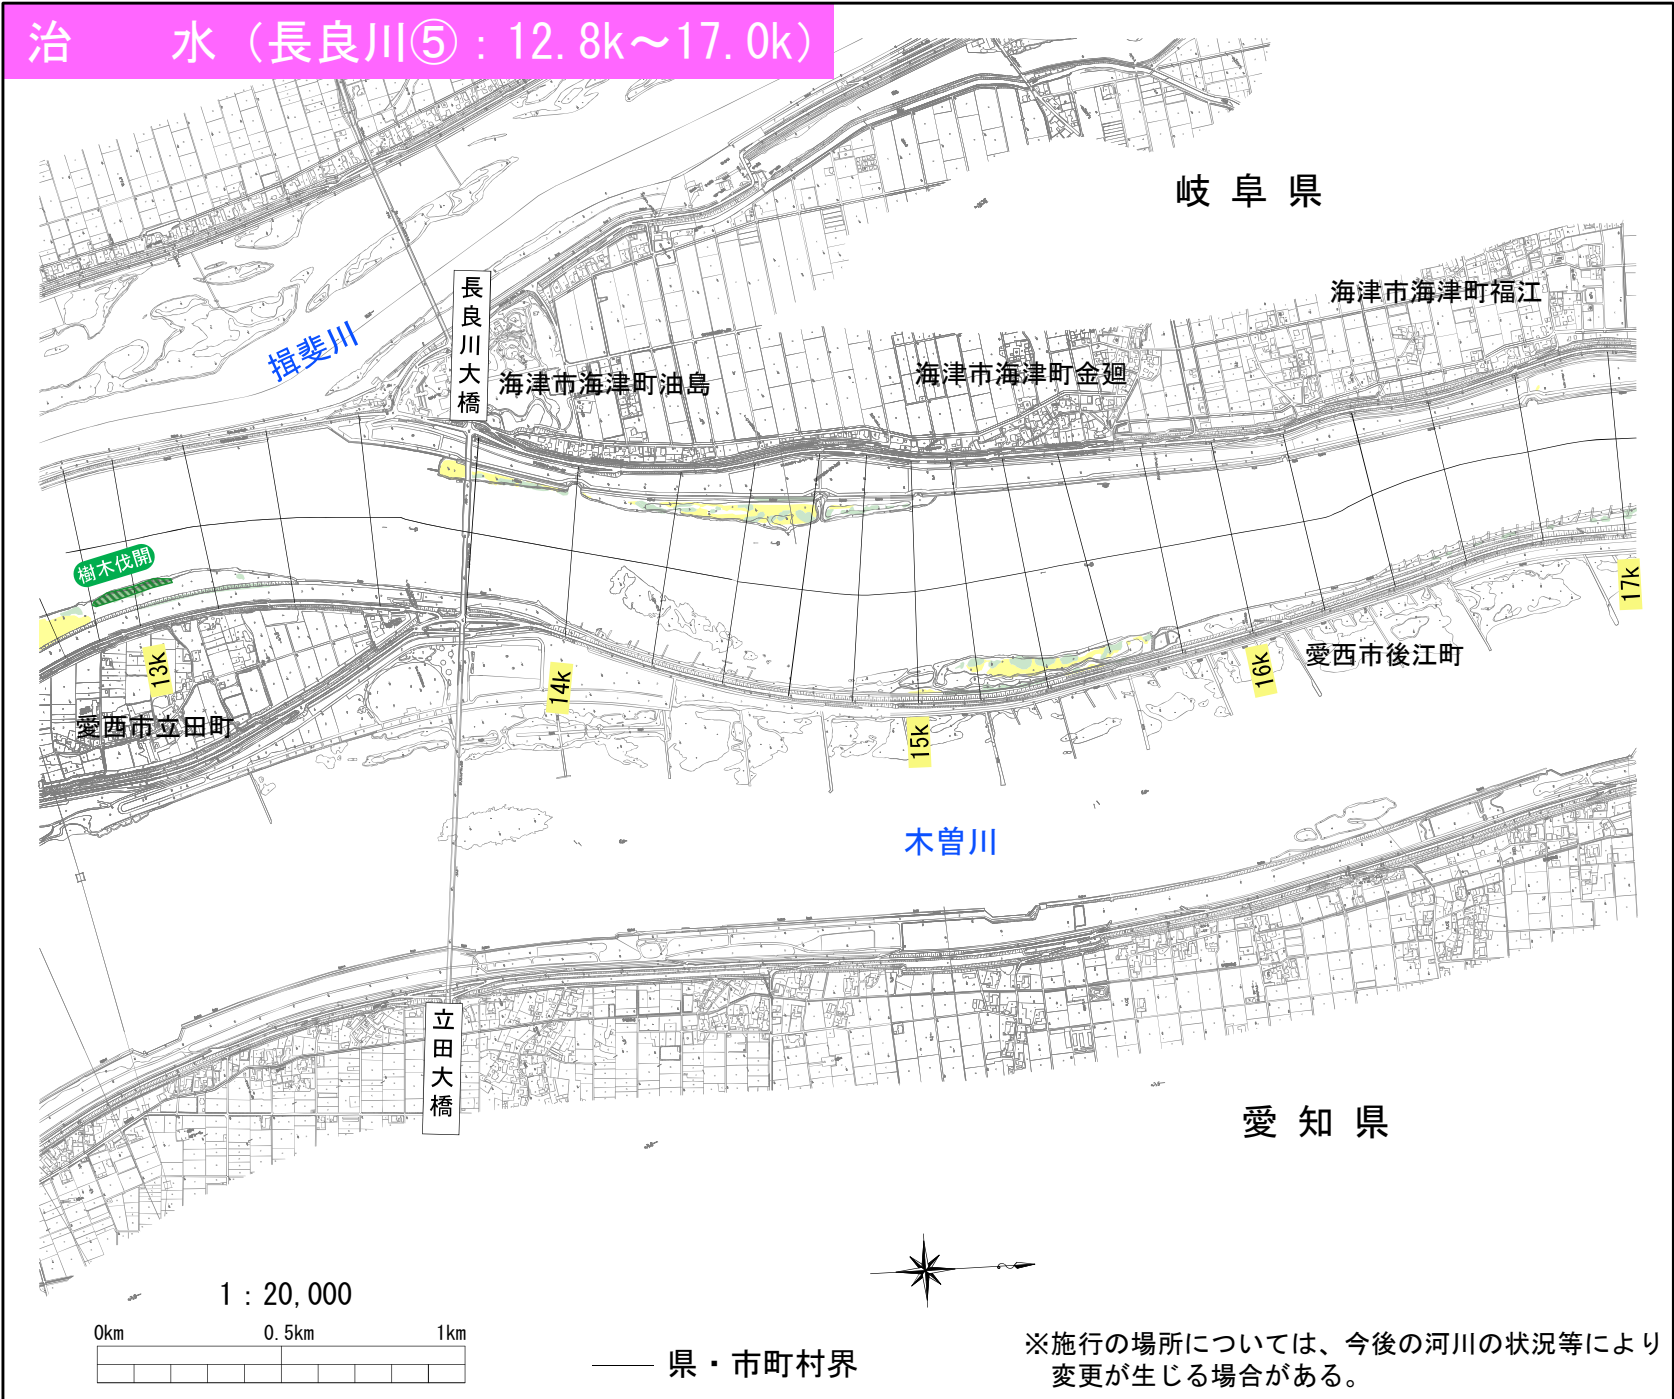 治　　水（長良川⑤：12.8k～17.0k）
岐阜県
海津市海津町福江
長良川大橋
揖斐川
海津市海津町油島
海津市海津町金廻
樹木伐開
13k
14k
15k
16k
17k
愛西市立田町
愛西市後江町
木曽川
立田大橋
愛知県
1：20,000
0km 0.5km 1km
県・市町村界
※施行の場所については、今後の河川の状況等により
変更が生じる場合がある。